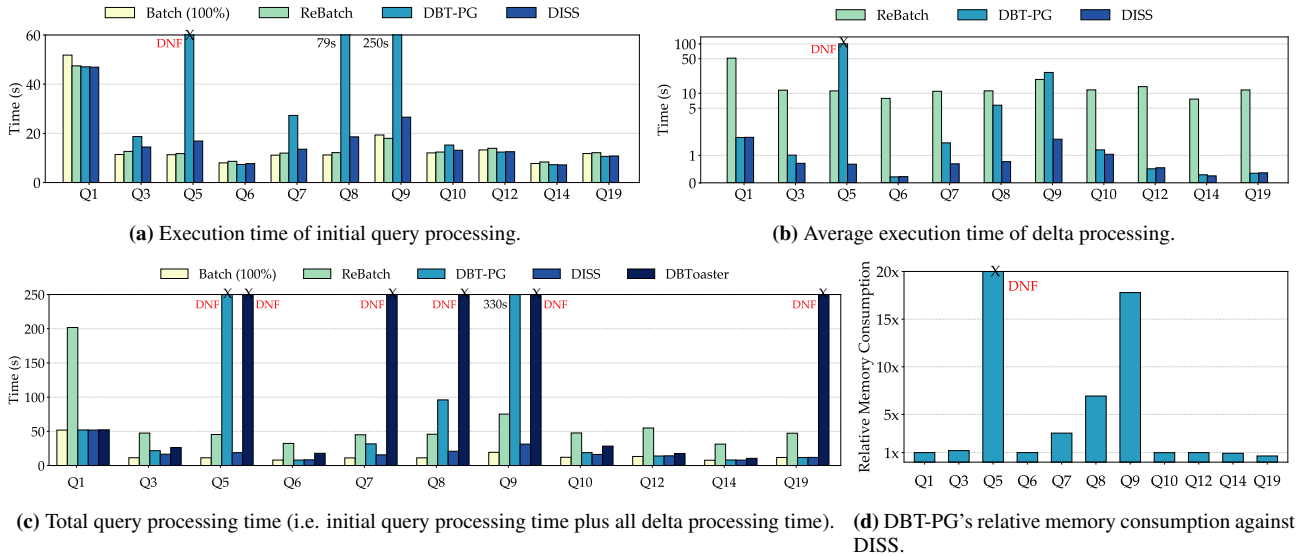 Batch (100%) ReBatch DBT-PG DISS
Time (s)
60
40
20
0
DNF
X
79s
250s
Q1 Q3 Q5 Q6 Q7 Q8 Q9 Q10 Q12 Q14 Q19
(a) Execution time of initial query processing.
ReBatch DBT-PG DISS
Time (s)
100
50
10
5
1
0
DNF
X
Q1 Q3 Q5 Q6 Q7 Q8 Q9 Q10 Q12 Q14 Q19
(b) Average execution time of delta processing.
Batch (100%) ReBatch DBT-PG DISS DBToaster
Time (s)
250
200
150
100
50
0
DNF X X DNF DNF X DNF X 330s X DNF DNF X
Q1 Q3 Q5 Q6 Q7 Q8 Q9 Q10 Q12 Q14 Q19
(c) Total query processing time (i.e. initial query processing time plus all delta processing time).
Relative Memory Consumption
20x
15x
5x
1x
X
DNF
Q1 Q3 Q5 Q6 Q7 Q8 Q9 Q10 Q12 Q14 Q19
(d) DBT-PG's relative memory consumption against
DISS.